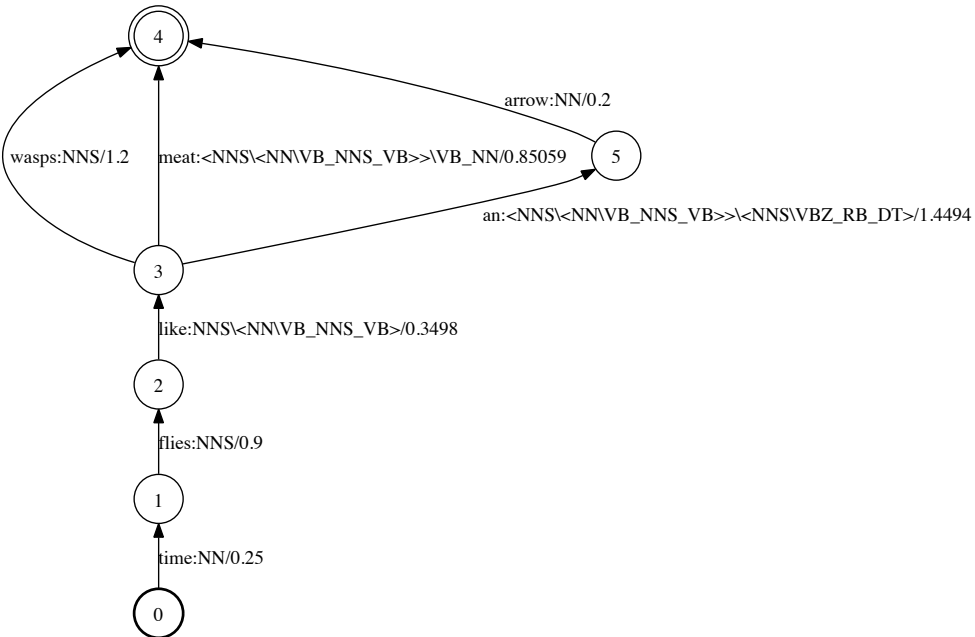 4
arrow:NN/0.2
wasps:NNS/1.2
meat:<NNS\<NN\VB_NNS_VB>>\VB_NN/0.85059
5
an:<NNS\<NN\VB_NNS_VB>>\<NNS\VBZ_RB_DT>/1.4494
3
like:NNS\<NN\VB_NNS_VB>/0.3498
2
flies:NNS/0.9
1
time:NN/0.25
0